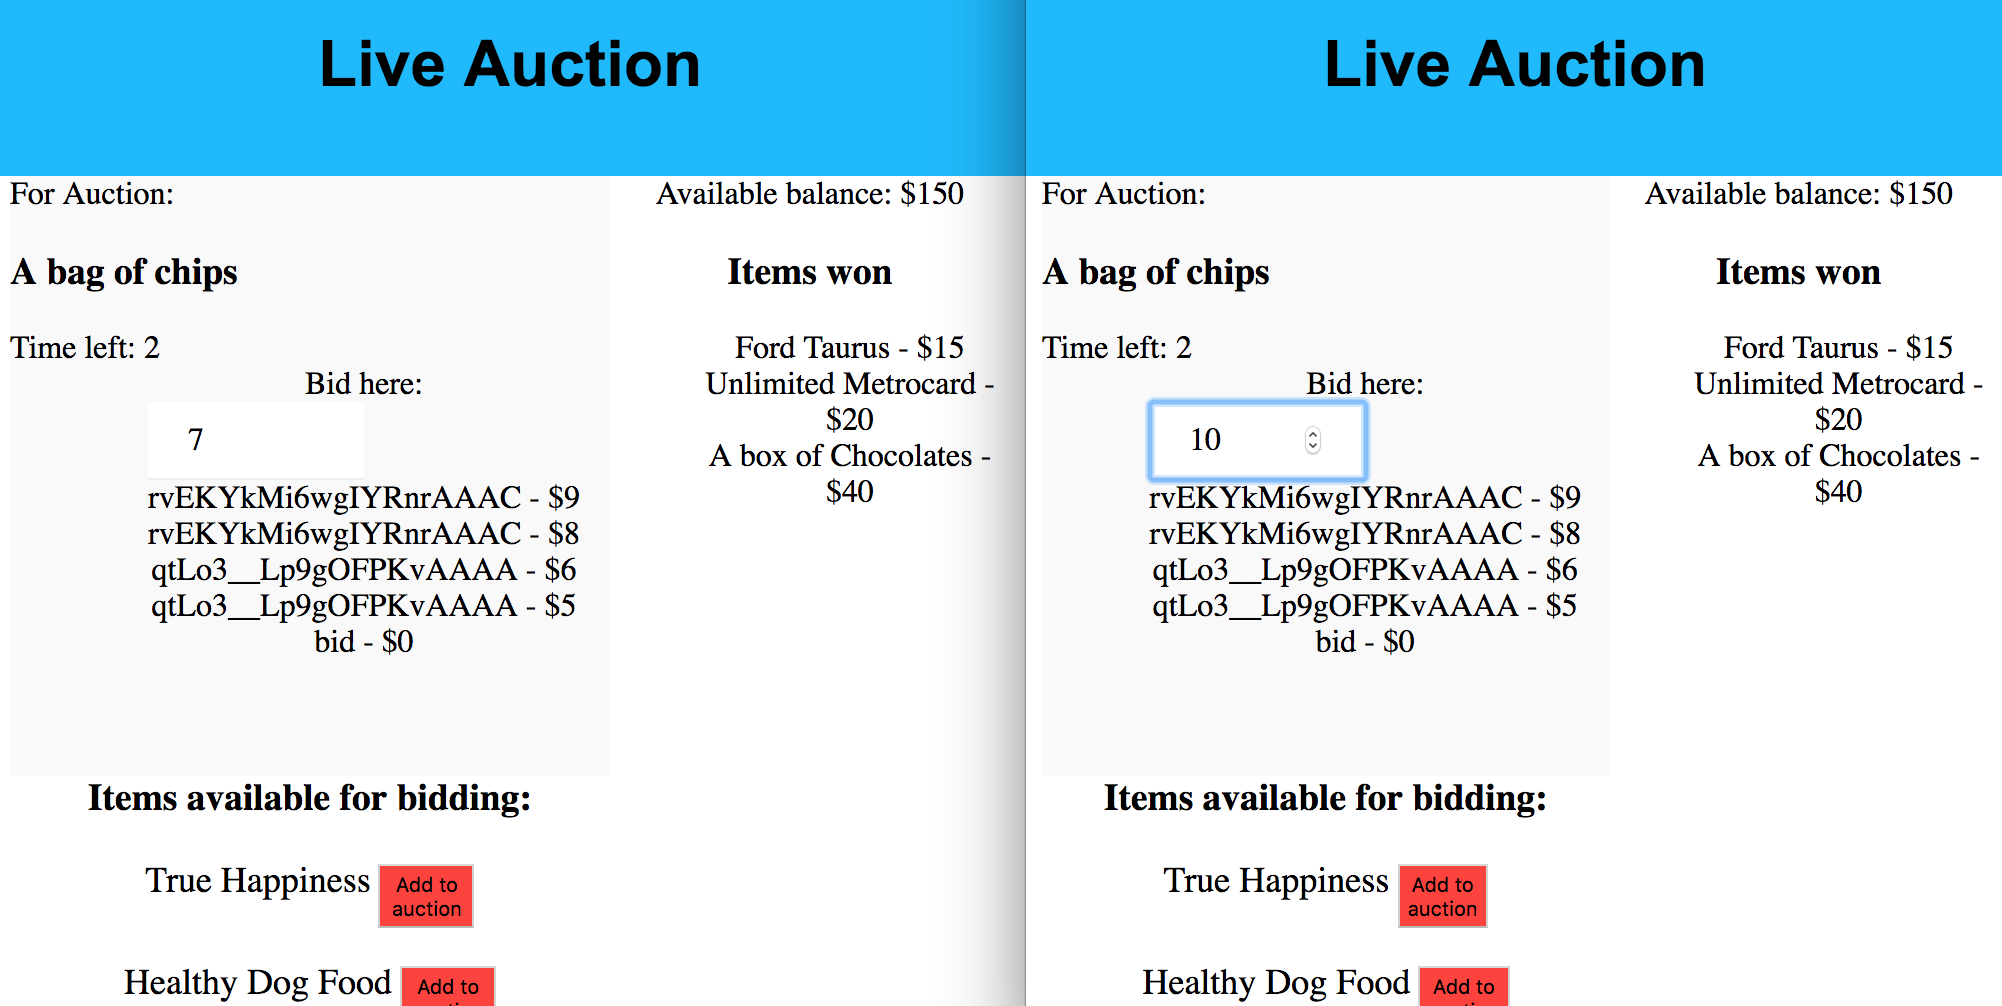 Live Auction
For Auction:
Available balance: $150
A bag of chips
Items won
Time left: 2
Ford Taurus - $15
Bid here:
Unlimited Metrocard -
$20
7
A box of Chocolates -
$40
rvEKYkMi6wgIYRnrAAAC - $9
rvEKYkMi6wgIYRnrAAAC - $8
qtLo3__Lp9gOFPKvAAAA - $6
qtLo3__Lp9gOFPKvAAAA - $5
bid - $0
Items available for bidding:
True Happiness
Add to
auction
Healthy Dog Food
Add to
Live Auction
For Auction:
Available balance: $150
A bag of chips
Items won
Time left: 2
Ford Taurus - $15
Bid here:
Unlimited Metrocard -
$20
10
A box of Chocolates -
$40
rvEKYkMi6wgIYRnrAAAC - $9
rvEKYkMi6wgIYRnrAAAC - $8
qtLo3__Lp9gOFPKvAAAA - $6
qtLo3__Lp9gOFPKvAAAA - $5
bid - $0
Items available for bidding:
True Happiness
Add to
auction
Healthy Dog Food
Add to